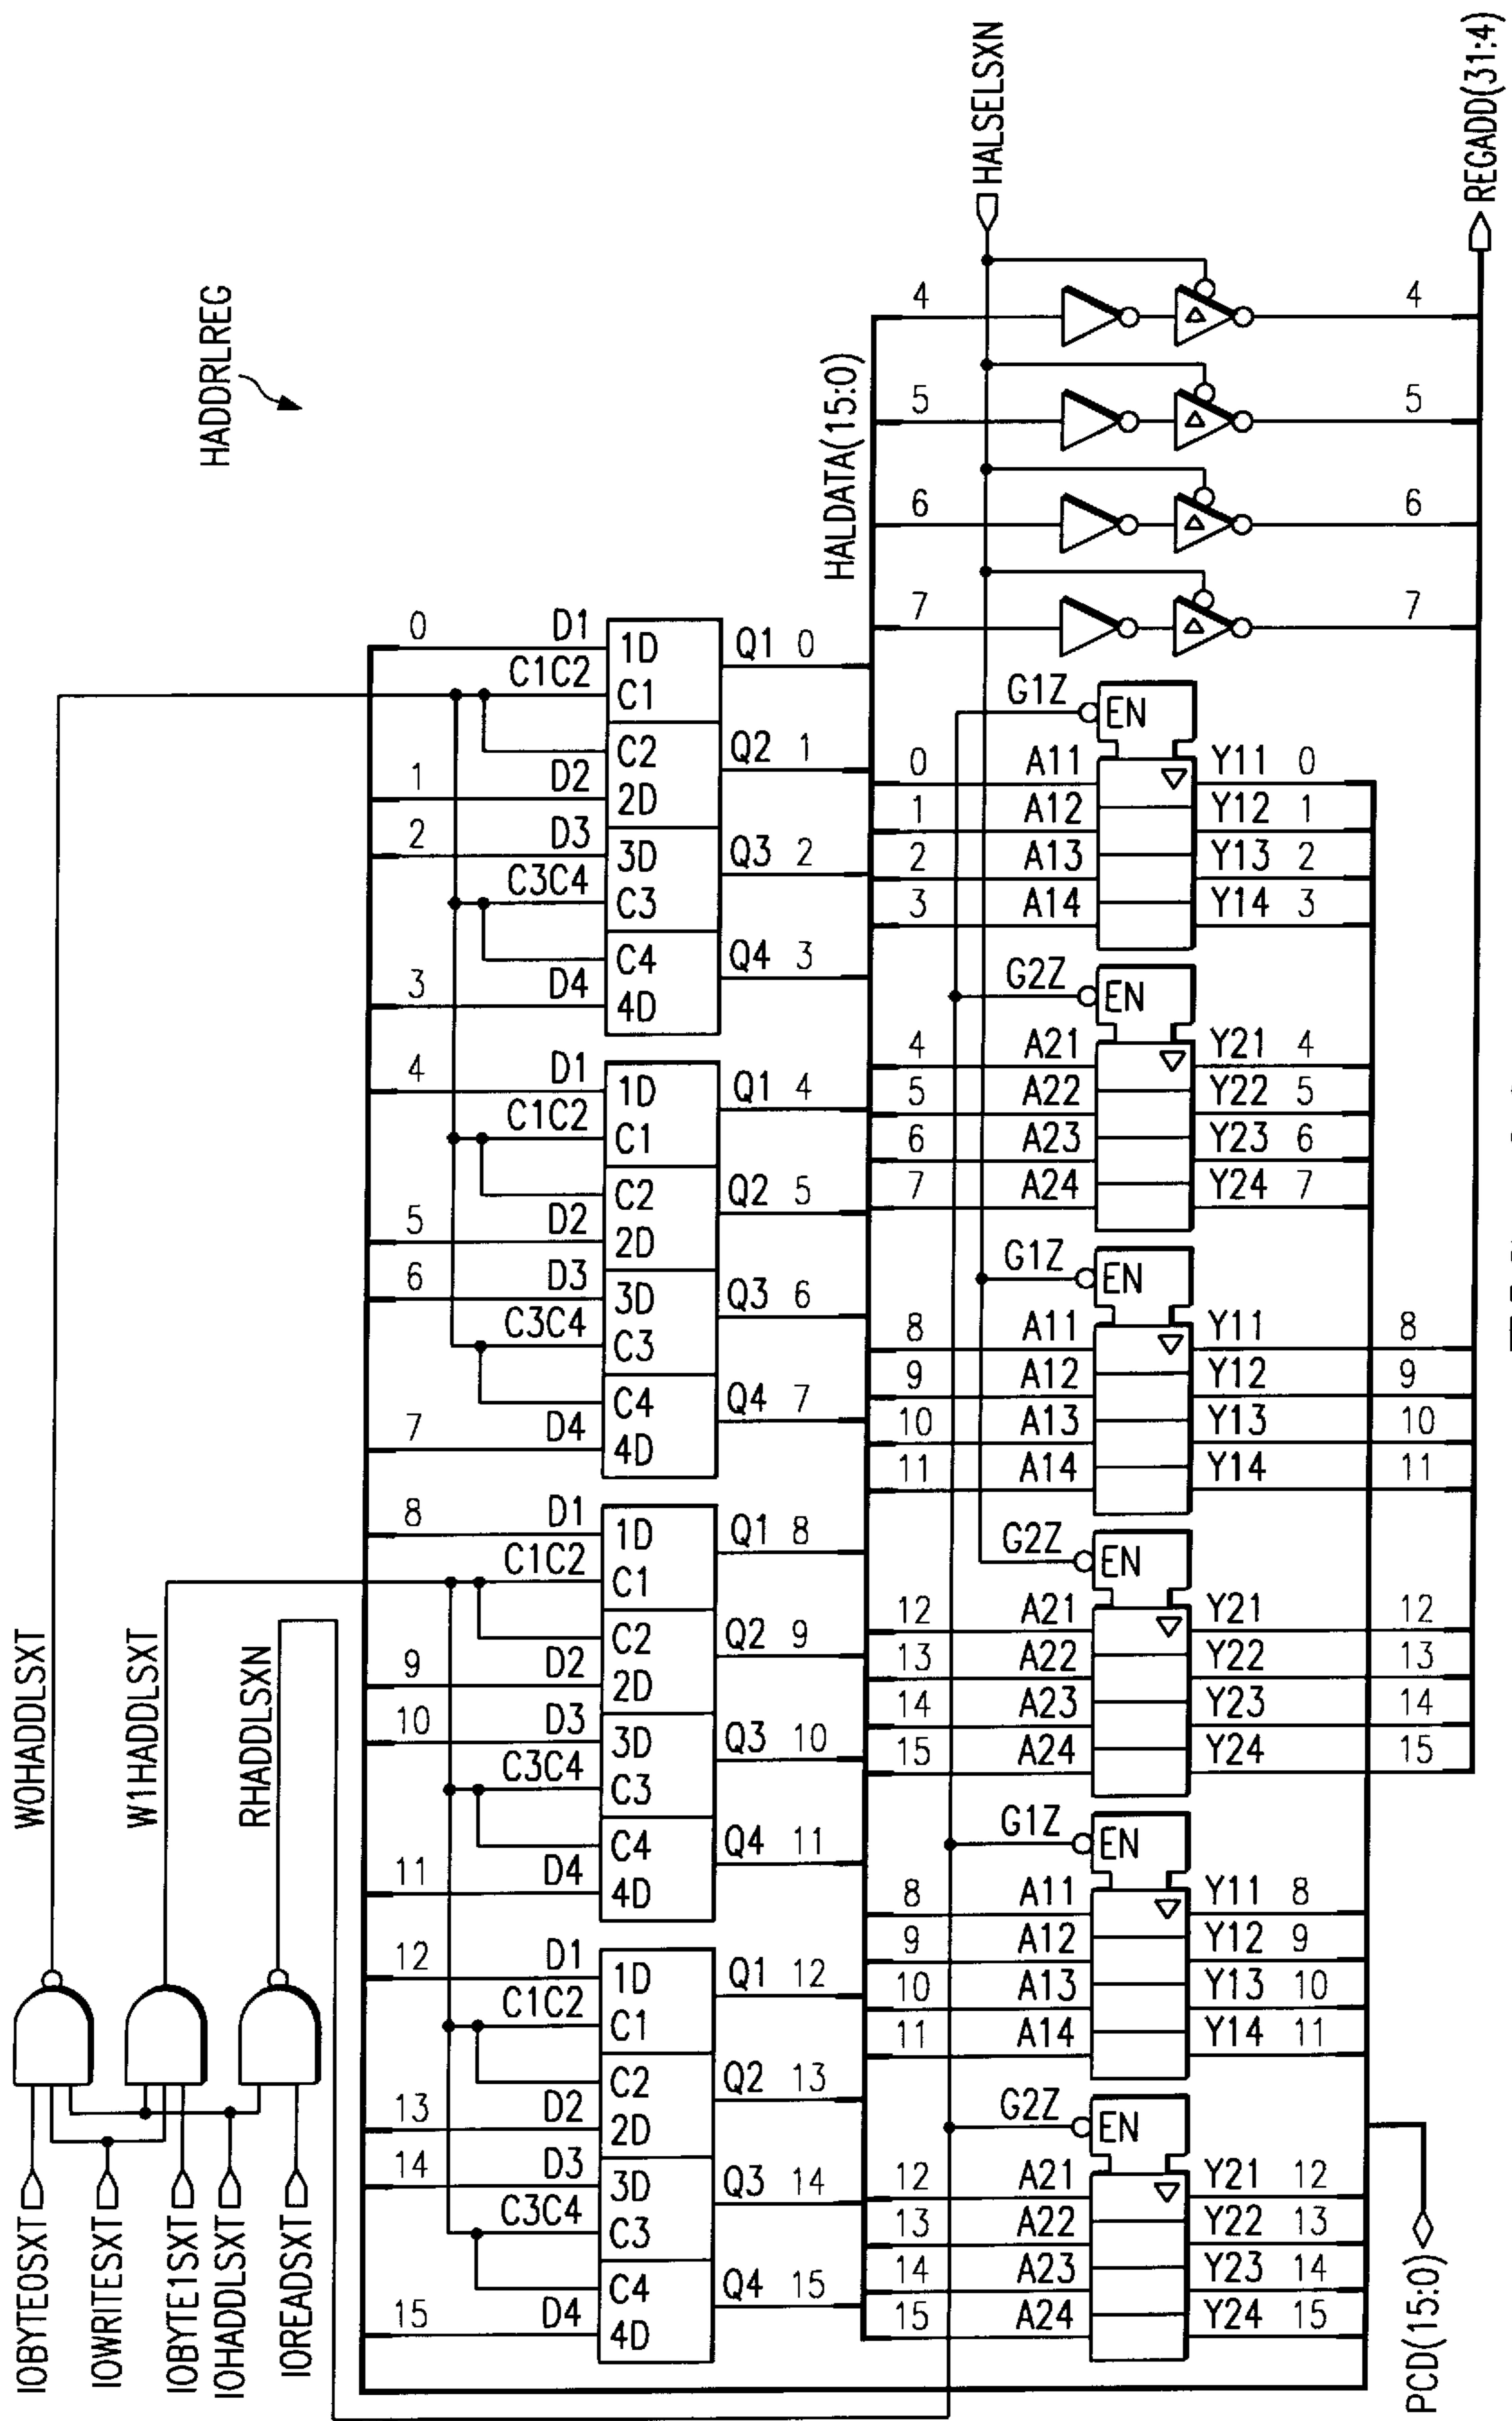 HADDRLREG
HALSELSXN
REGADD(31:4)
HALDATA(15:0)
W0HADDLSXT
W1HADDLSXT
RHADDLSXN
IOBYTE0SXT
IOWRITESXT
IOBYTE1SXT
IOHADDLSXT
IOREADSXT
PCD(15:0)
4 4
5 5
6 6
7 7
0 D1 1D Q1 0
C1C2 C1
C2 Q2 1
1 D2 2D
2 D3 3D Q3 2
C3C4 C3
C4 Q4 3
3 D4 4D
4 D1 1D Q1 4
C1C2 C1
C2 Q2 5
5 D2 2D
6 D3 3D Q3 6
C3C4 C3
C4 Q4 7
7 D4 4D
8 D1 1D Q1 8
C1C2 C1
C2 Q2 9
9 D2 2D
10 D3 3D Q3 10
C3C4 C3
C4 Q4 11
11 D4 4D
12 D1 1D Q1 12
C1C2 C1
C2 Q2 13
13 D2 2D
14 D3 3D Q3 14
C3C4 C3
C4 Q4 15
15 D4 4D
G1Z EN
0 A11 Y11 0
1 A12 Y12 1
2 A13 Y13 2
3 A14 Y14 3
G2Z EN
4 A21 Y21 4
5 A22 Y22 5
6 A23 Y23 6
7 A24 Y24 7
G1Z EN
8 A11 Y11 8
9 A12 Y12 9
10 A13 Y13 10
11 A14 Y14 11
G2Z EN
12 A21 Y21 12
13 A22 Y22 13
14 A23 Y23 14
15 A24 Y24 15
G1Z EN
8 A11 Y11 8
9 A12 Y12 9
10 A13 Y13 10
11 A14 Y14 11
G2Z EN
12 A21 Y21 12
13 A22 Y22 13
14 A23 Y23 14
15 A24 Y24 15